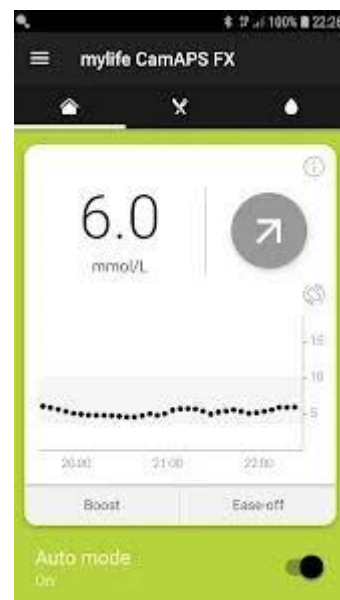 100% 22:26
mylife CamAPS FX
6.0
mmol/L
15
10
5
20:00 21:00 22:00
Boost Ease-off
Auto mode
On